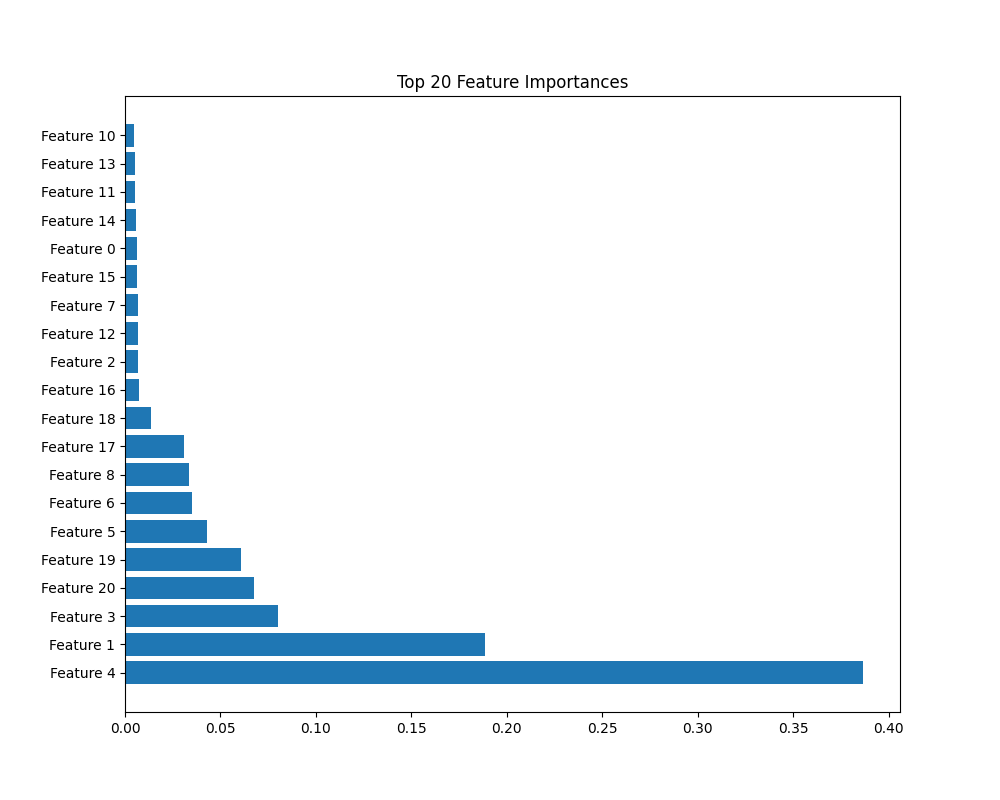 Top 20 Feature Importances
Feature 10
Feature 13
Feature 11
Feature 14
Feature 0
Feature 15
Feature 7
Feature 12
Feature 2
Feature 16
Feature 18
Feature 17
Feature 8
Feature 6
Feature 5
Feature 19
Feature 20
Feature 3
Feature 1
Feature 4
0.00 0.05 0.10 0.15 0.20 0.25 0.30 0.35 0.40